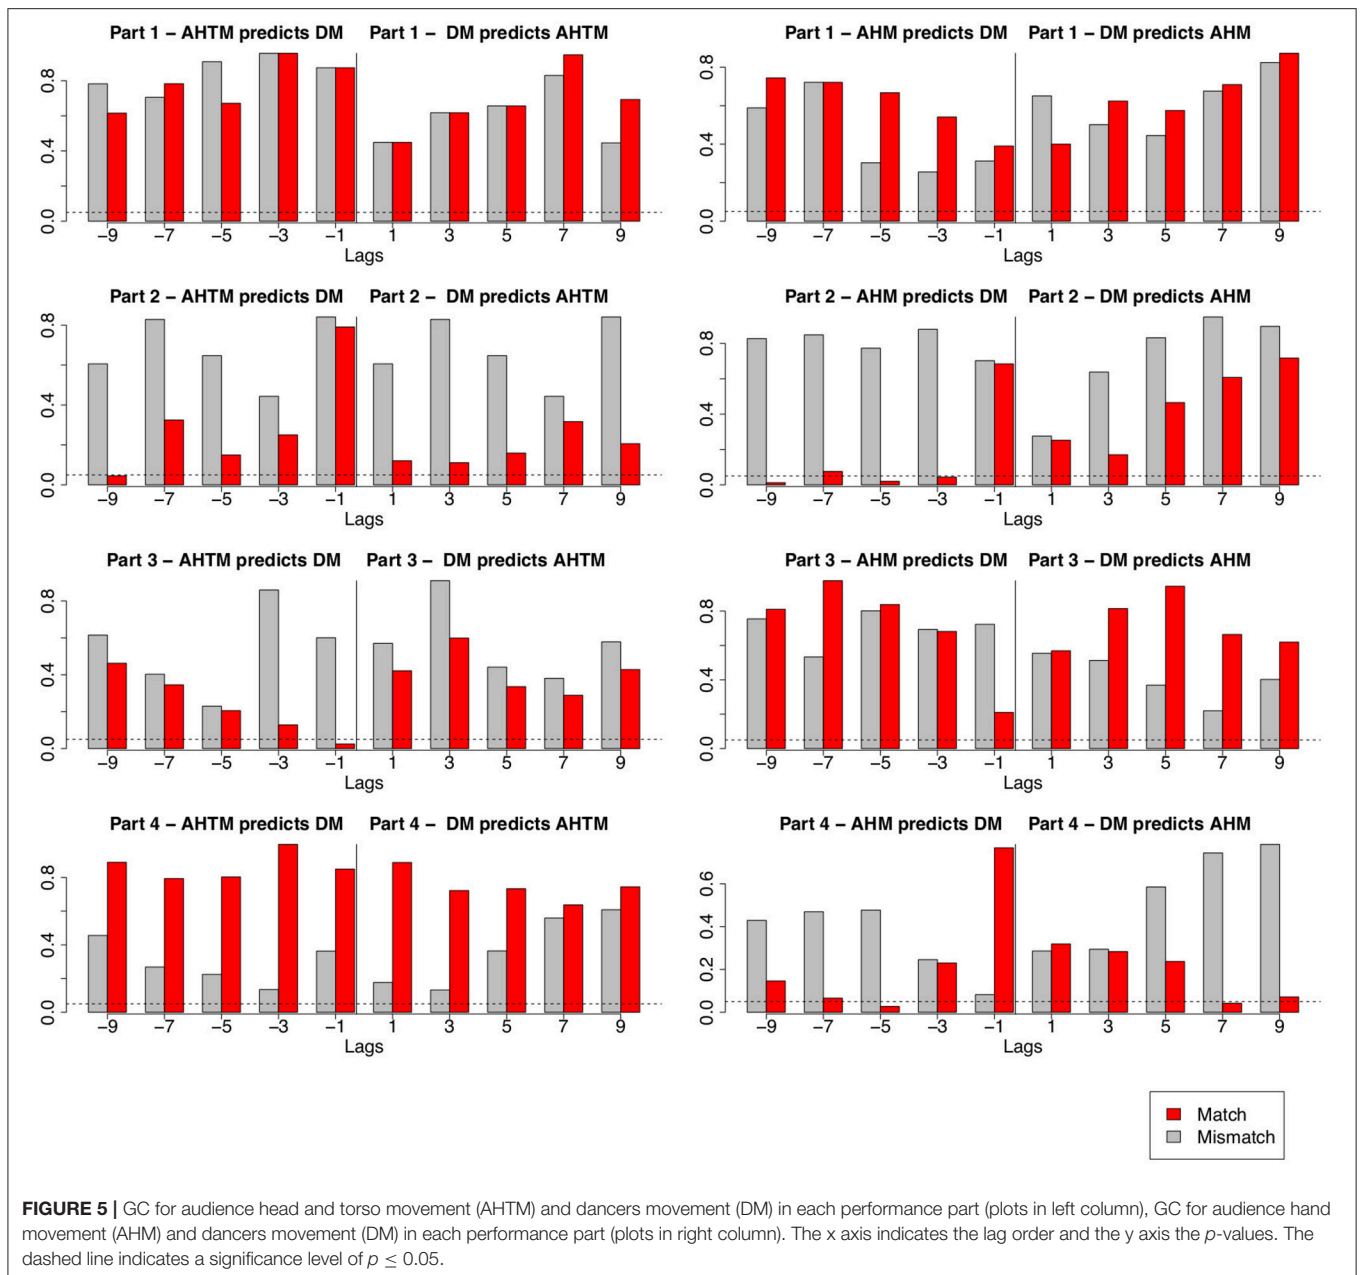 Part 1 – AHTM predicts DM Part 1 – DM predicts AHTM
0.8
0.4
0.0
–9 –7 –5 –3 –1 1 3 5 7 9
Lags
Part 1 – AHM predicts DM Part 1 – DM predicts AHM
0.8
0.4
0.0
–9 –7 –5 –3 –1 1 3 5 7 9
Lags
Part 2 – AHTM predicts DM Part 2 – DM predicts AHTM
0.8
0.4
0.0
–9 –7 –5 –3 –1 1 3 5 7 9
Lags
Part 2 – AHM predicts DM Part 2 – DM predicts AHM
0.8
0.4
0.0
–9 –7 –5 –3 –1 1 3 5 7 9
Lags
Part 3 – AHTM predicts DM Part 3 – DM predicts AHTM
0.8
0.4
0.0
–9 –7 –5 –3 –1 1 3 5 7 9
Lags
Part 3 – AHM predicts DM Part 3 – DM predicts AHM
0.8
0.4
0.0
–9 –7 –5 –3 –1 1 3 5 7 9
Lags
Part 4 – AHTM predicts DM Part 4 – DM predicts AHTM
0.8
0.4
0.0
–9 –7 –5 –3 –1 1 3 5 7 9
Lags
Part 4 – AHM predicts DM Part 4 – DM predicts AHM
0.6
0.4
0.2
0.0
–9 –7 –5 –3 –1 1 3 5 7 9
Lags
Match
Mismatch
FIGURE 5 | GC for audience head and torso movement (AHTM) and dancers movement (DM) in each performance part (plots in left column), GC for audience hand
movement (AHM) and dancers movement (DM) in each performance part (plots in right column). The x axis indicates the lag order and the y axis the p-values. The
dashed line indicates a significance level of p ≤ 0.05.